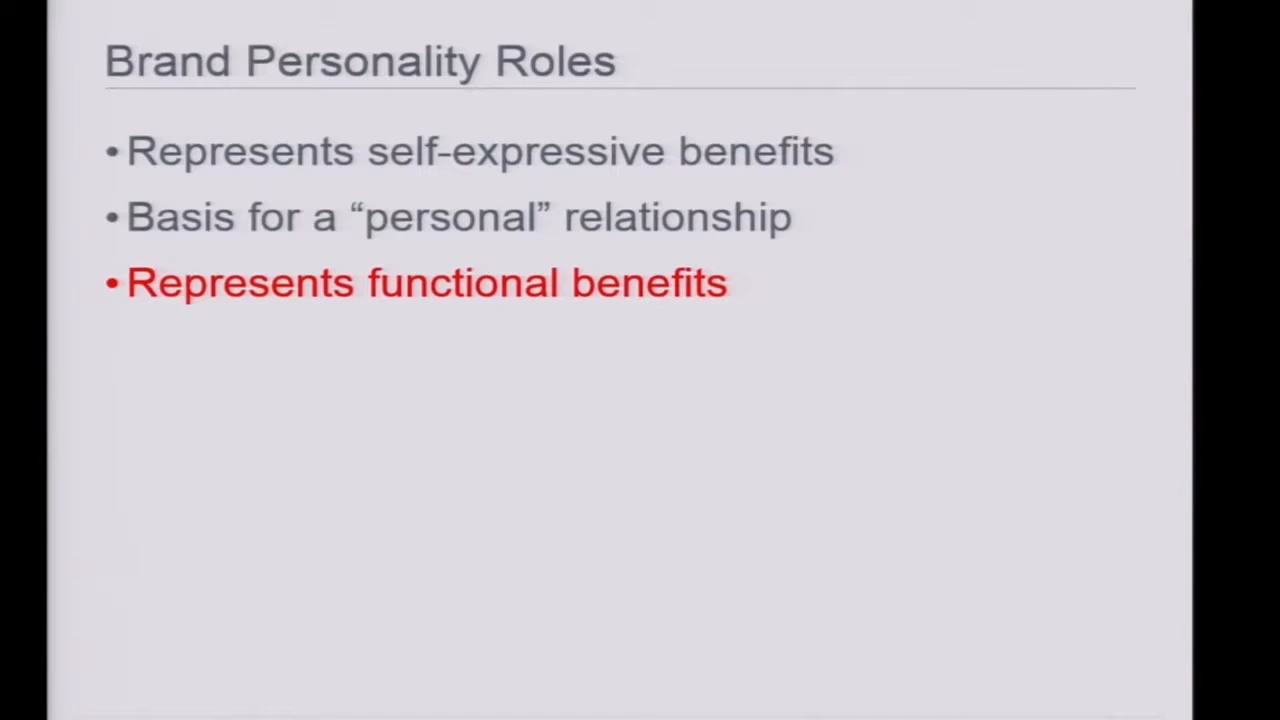 Brand Personality Roles
• Represents self-expressive benefits
• Basis for a “personal” relationship
• Represents functional benefits